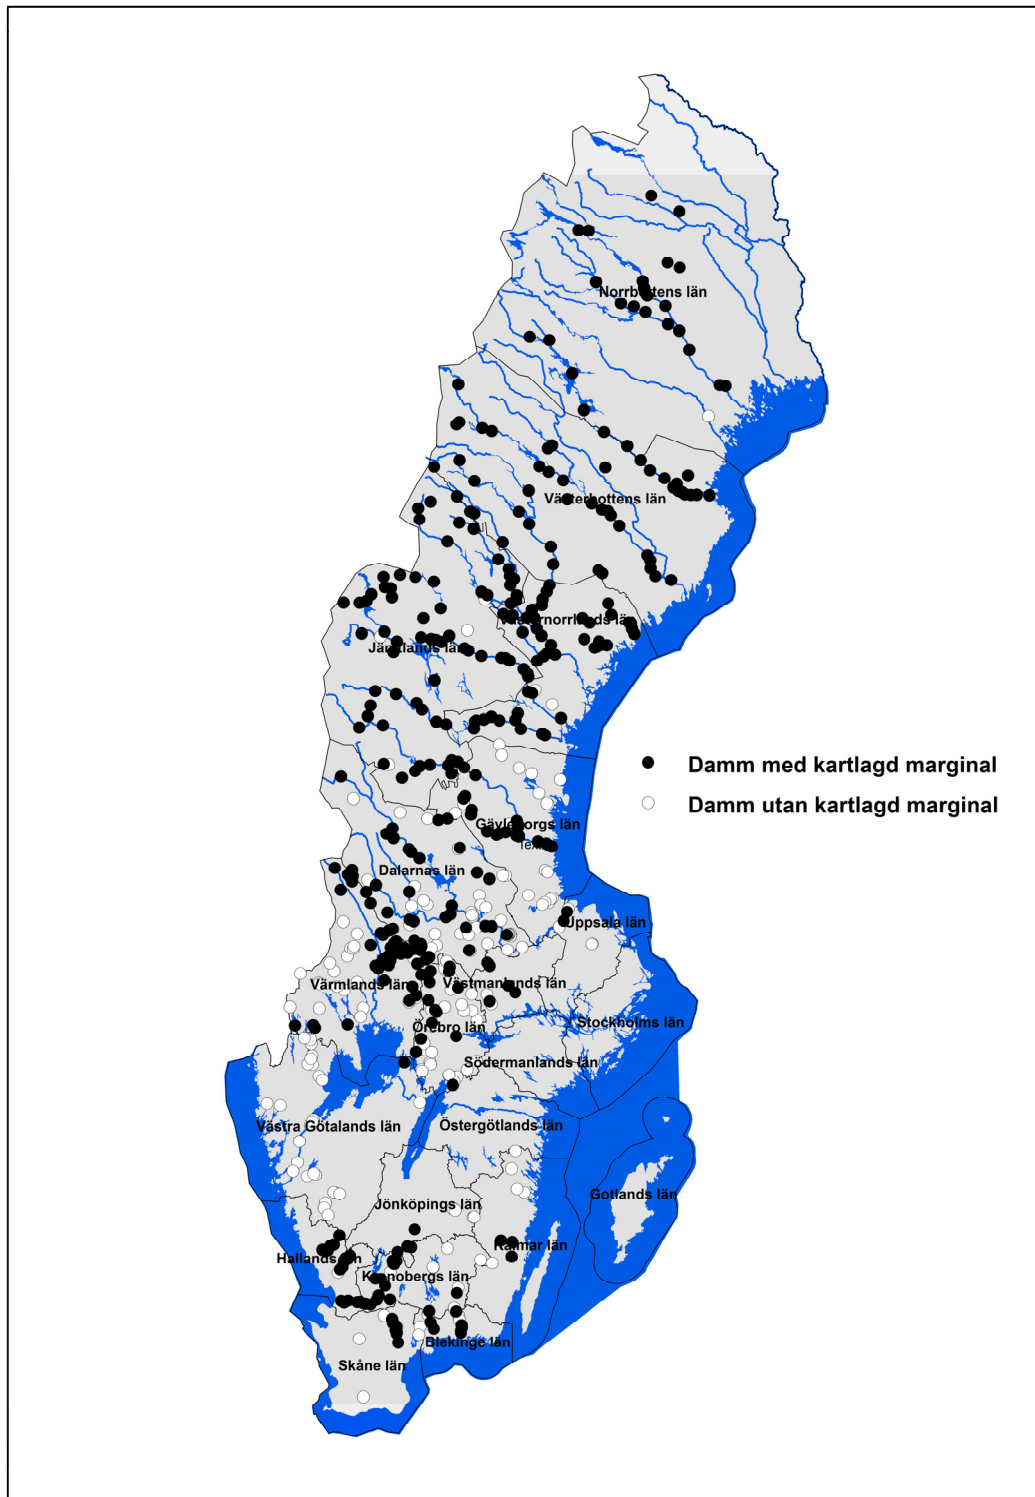 Norrbottens län
Västerbottens län
Västernorrlands län
Jämtlands län
Damm med kartlagd marginal
Damm utan kartlagd marginal
Gävleborgs län
Dalarnas län
Uppsala län
Värmlands län
Västmanlands län
Örebro län
Stockholms län
Södermanlands län
Västra Götalands län
Östergötlands län
Gotlands län
Jönköpings län
Kalmar län
Hallands län
Kronobergs län
Blekinge län
Skåne län